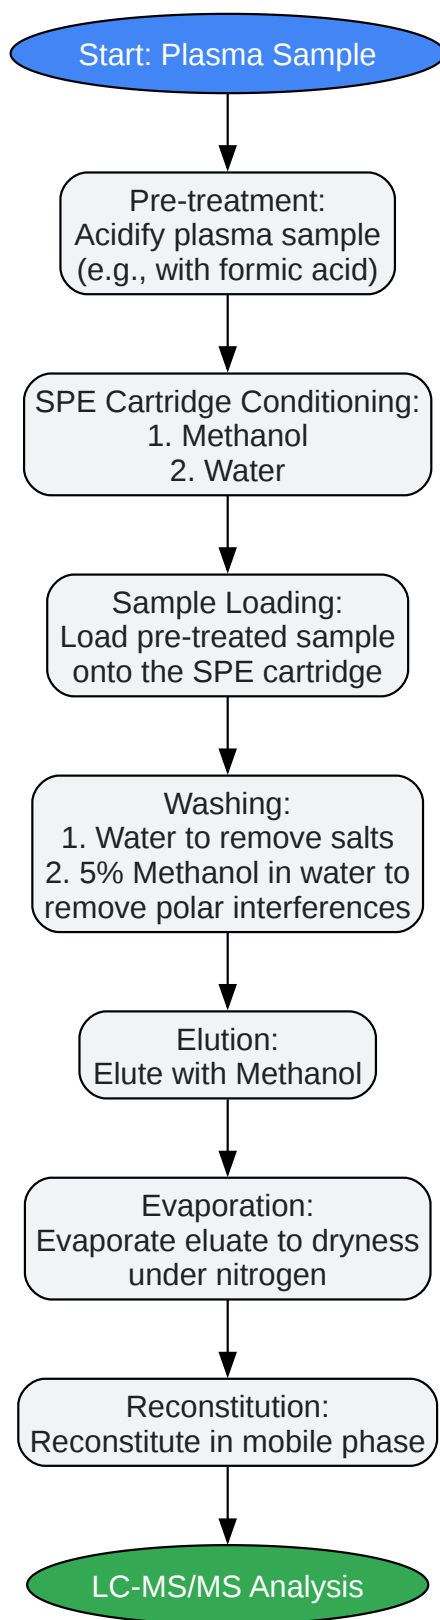 Start: Plasma Sample
Pre-treatment:
Acidify plasma sample
(e.g., with formic acid)
SPE Cartridge Conditioning:
1. Methanol
2. Water
Sample Loading:
Load pre-treated sample
onto the SPE cartridge
Washing:
1. Water to remove salts
2. 5% Methanol in water to
remove polar interferences
Elution:
Elute with Methanol
Evaporation:
Evaporate eluate to dryness
under nitrogen
Reconstitution:
Reconstitute in mobile phase
LC-MS/MS Analysis